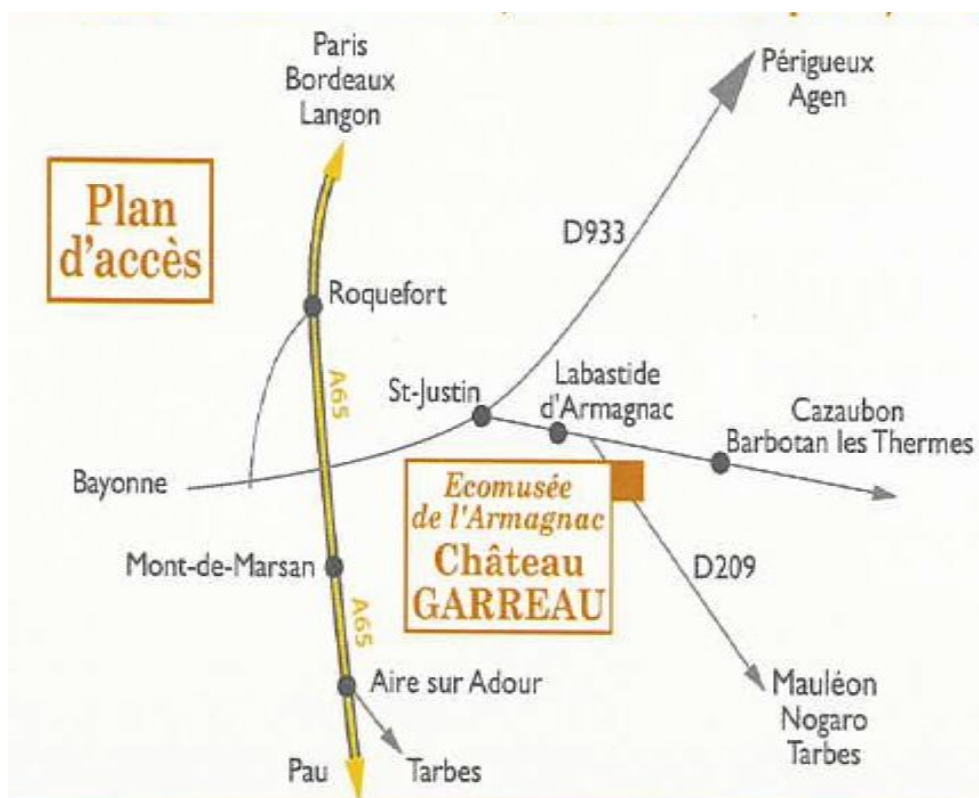 Paris
Bordeaux
Langon
Périgueux
Agen
Plan
d'accès
D933
Roquefort
A65
St-Justin
Labastide
d'Armagnac
Cazaubon
Barbotan les Thermes
Bayonne
Ecomusée
de l'Armagnac
Château
GARREAU
Mont-de-Marsan
D209
A65
Aire sur Adour
Mauléon
Nogaro
Tarbes
Pau
Tarbes